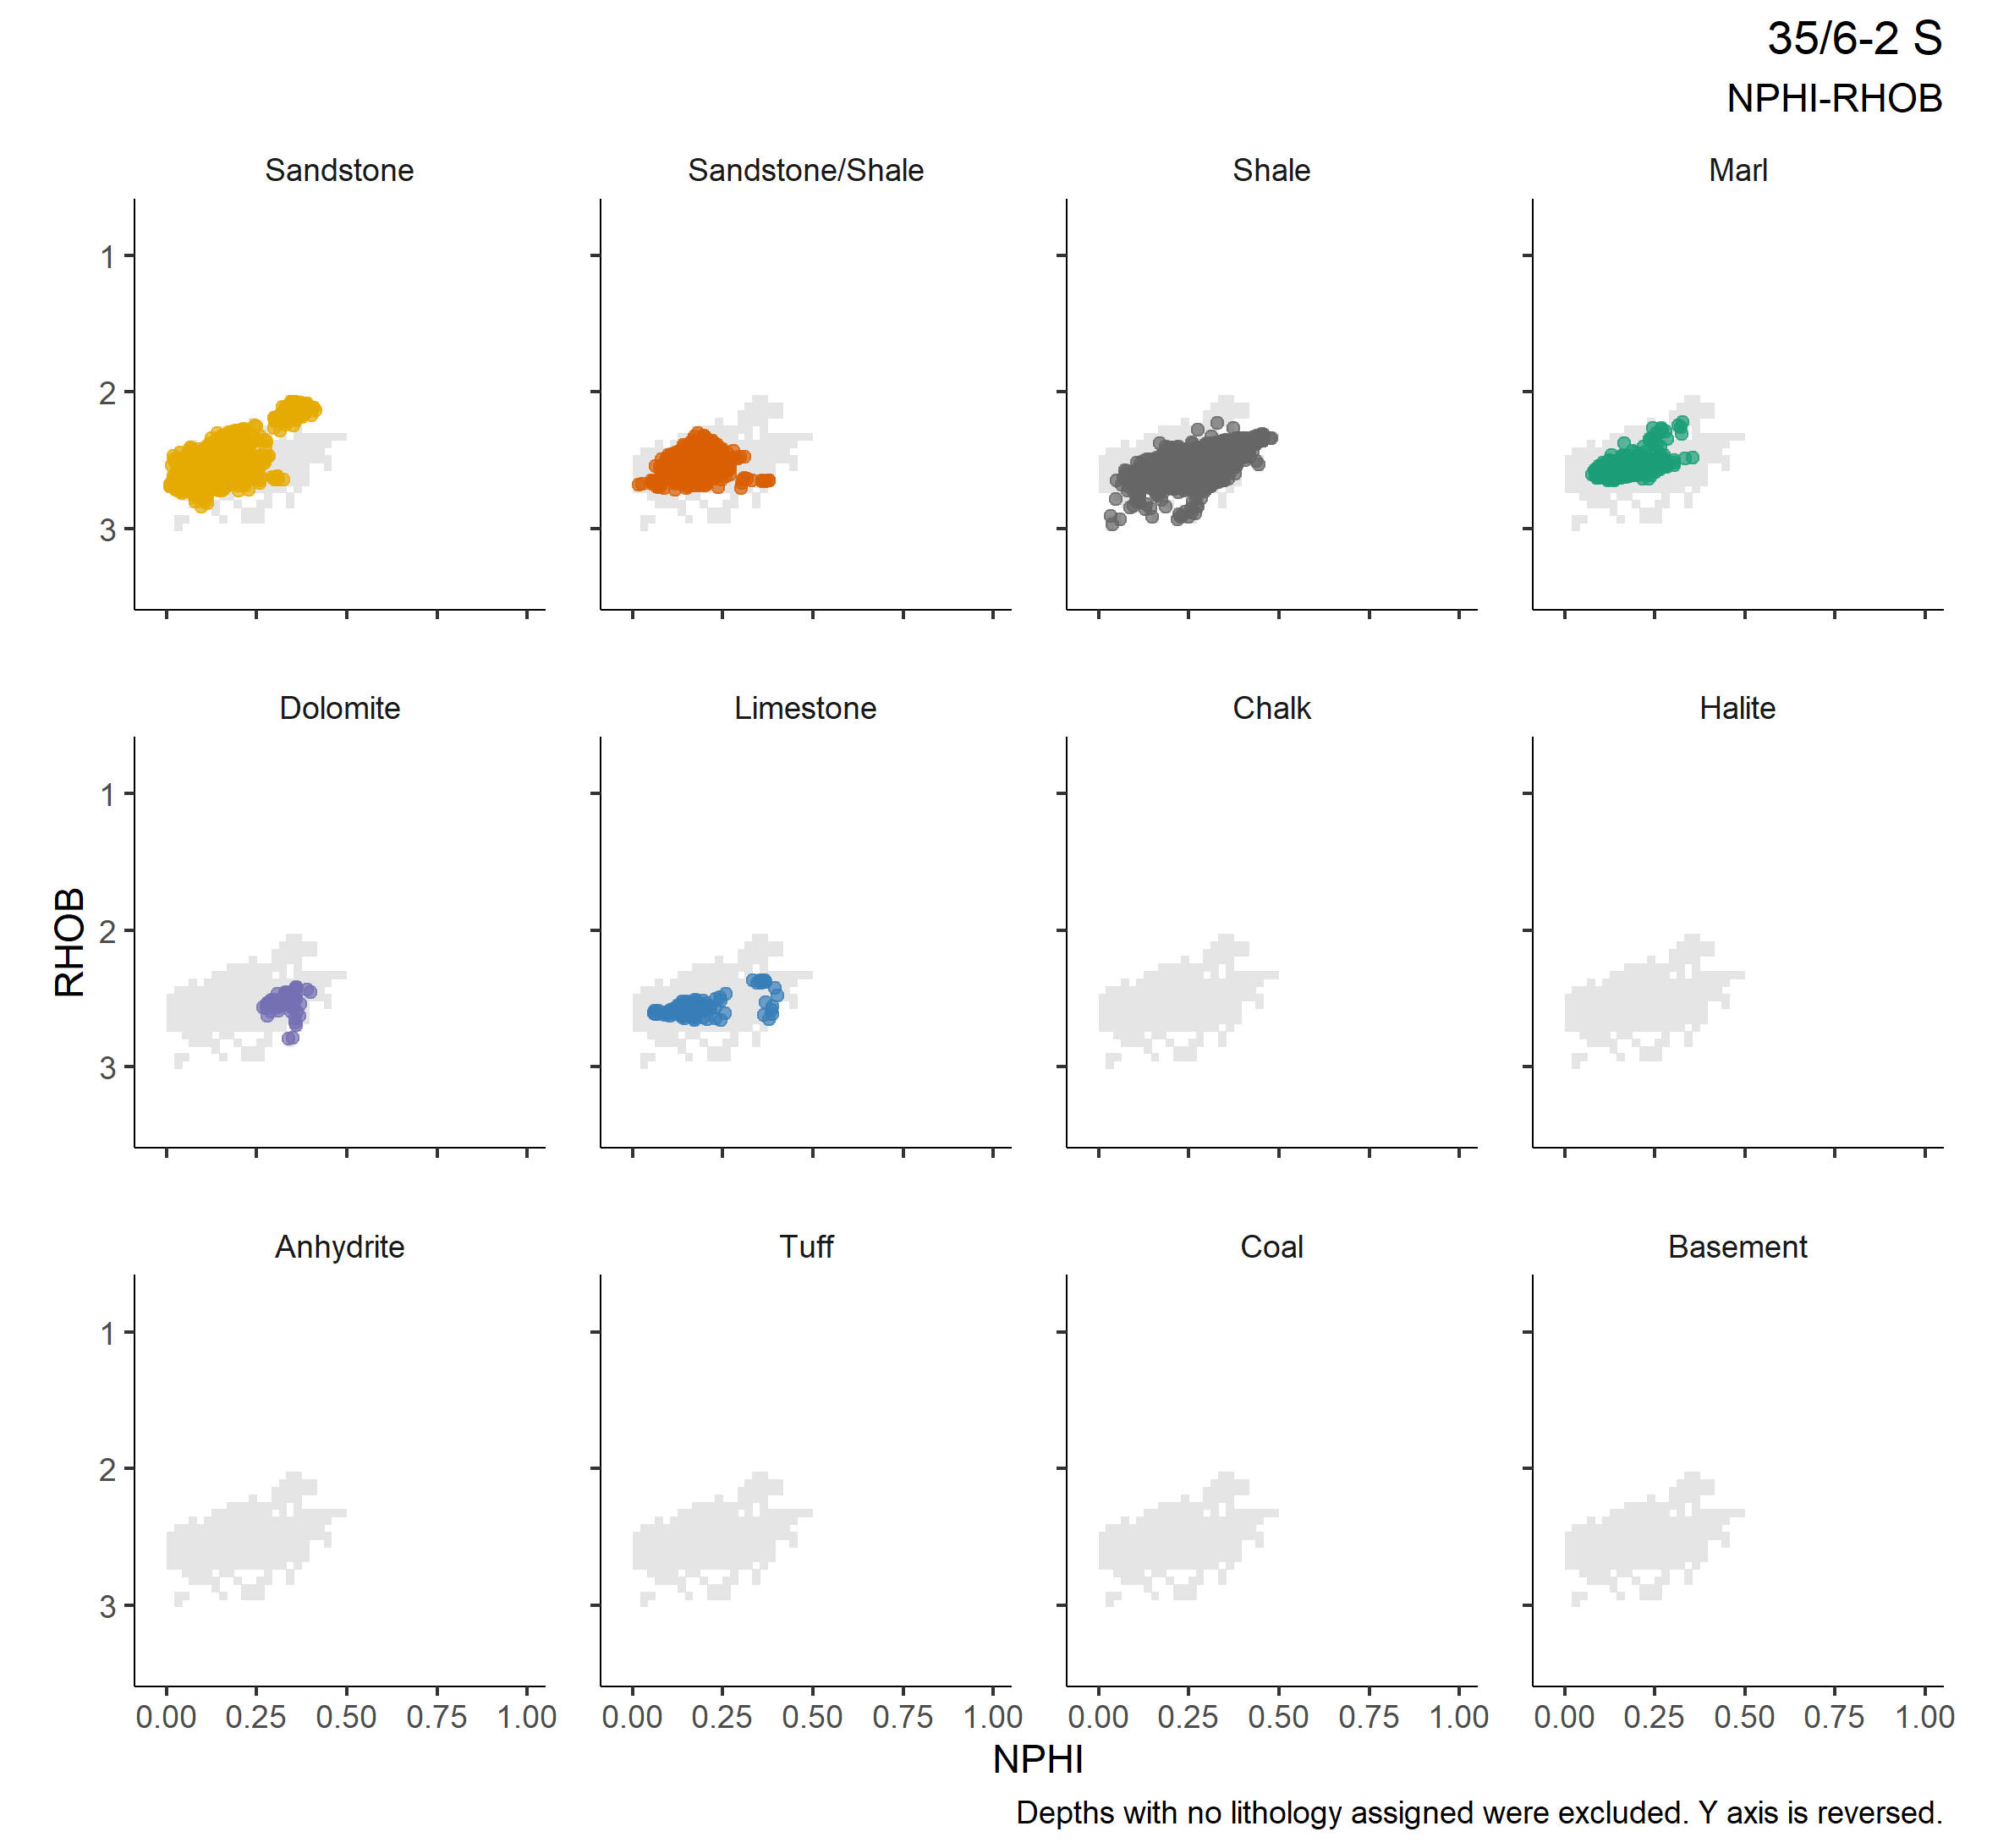 35/6-2 S
NPHI-RHOB
Sandstone Sandstone/Shale Shale Marl
1
2
3
Dolomite Limestone Chalk Halite
1
2
3
RHOB
Anhydrite Tuff Coal Basement
1
2
3
0.00 0.25 0.50 0.75 1.00 0.00 0.25 0.50 0.75 1.00 0.00 0.25 0.50 0.75 1.00 0.00 0.25 0.50 0.75 1.00
NPHI
Depths with no lithology assigned were excluded. Y axis is reversed.